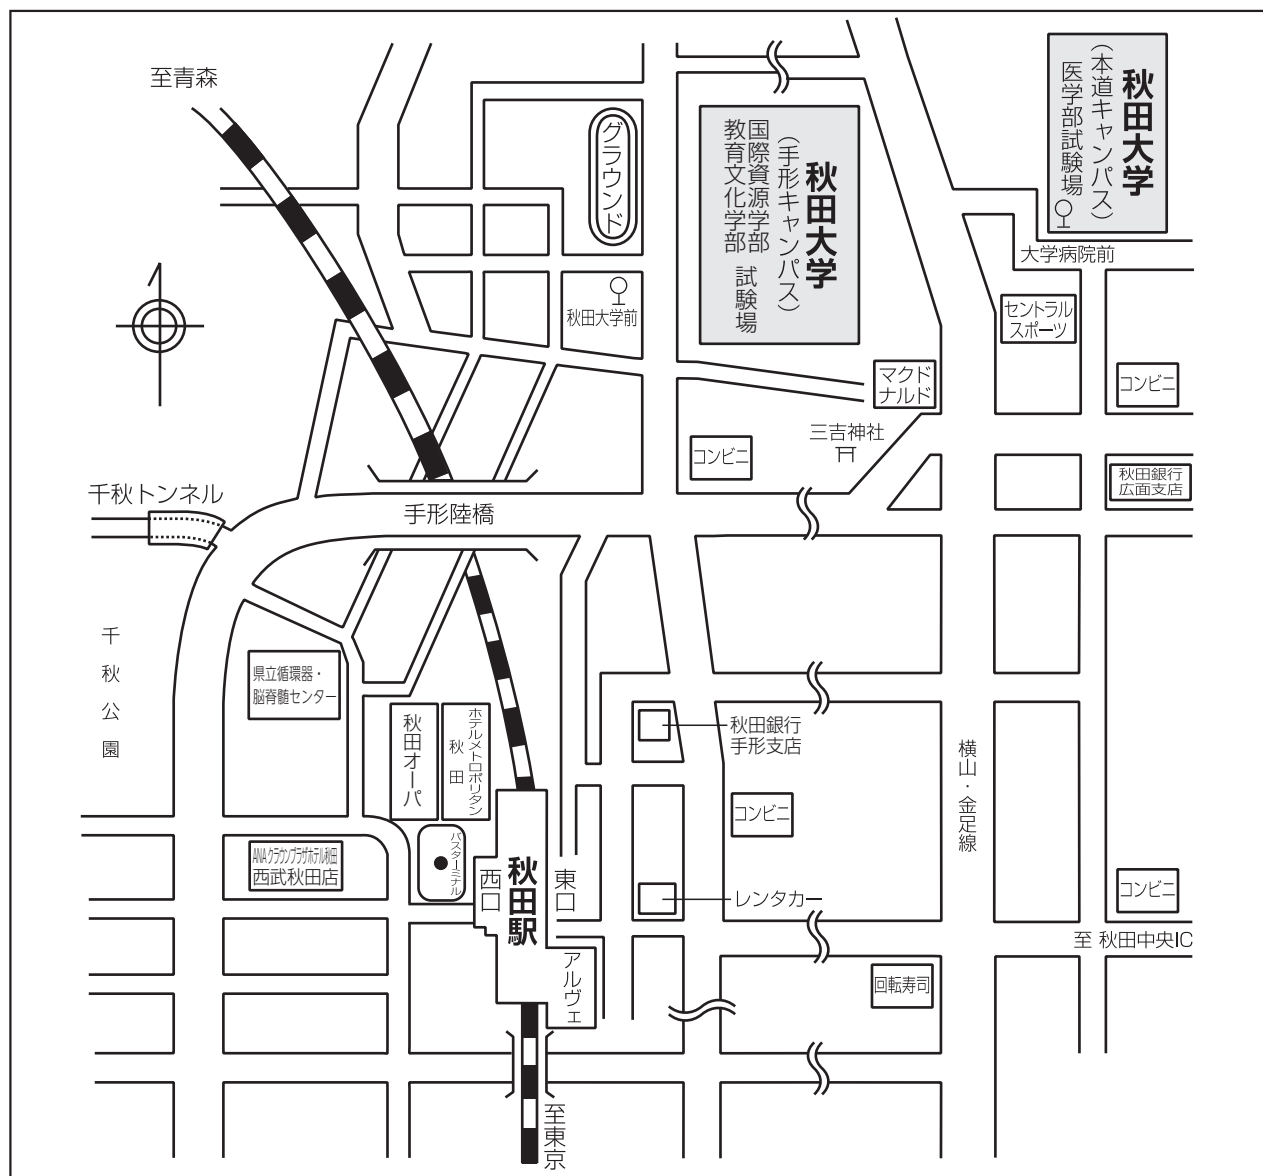 至青森
グラウンド
秋田大学
(手形キャンパス)
国際資源学部
教育文化学部
試験場
秋田大学
(本道キャンパス)
医学部試験場
大学病院前
秋田大学前
セントラル
スポーツ
マクド
ナルド
コンビニ
三吉神社
コンビニ
秋田銀行
広面支店
千秋トンネル
手形陸橋
千秋公園
県立循環器・
脳脊髄センター
秋田オーパ
ホテルメトロポリタン
秋田
秋田銀行
手形支店
横山・金足線
コンビニ
ANAクラウンプラザホテル秋田
西武秋田店
バスターミナル
西口
秋田駅
東口
レンタカー
コンビニ
至 秋田中央IC
アルヴェ
回転寿司
至東京